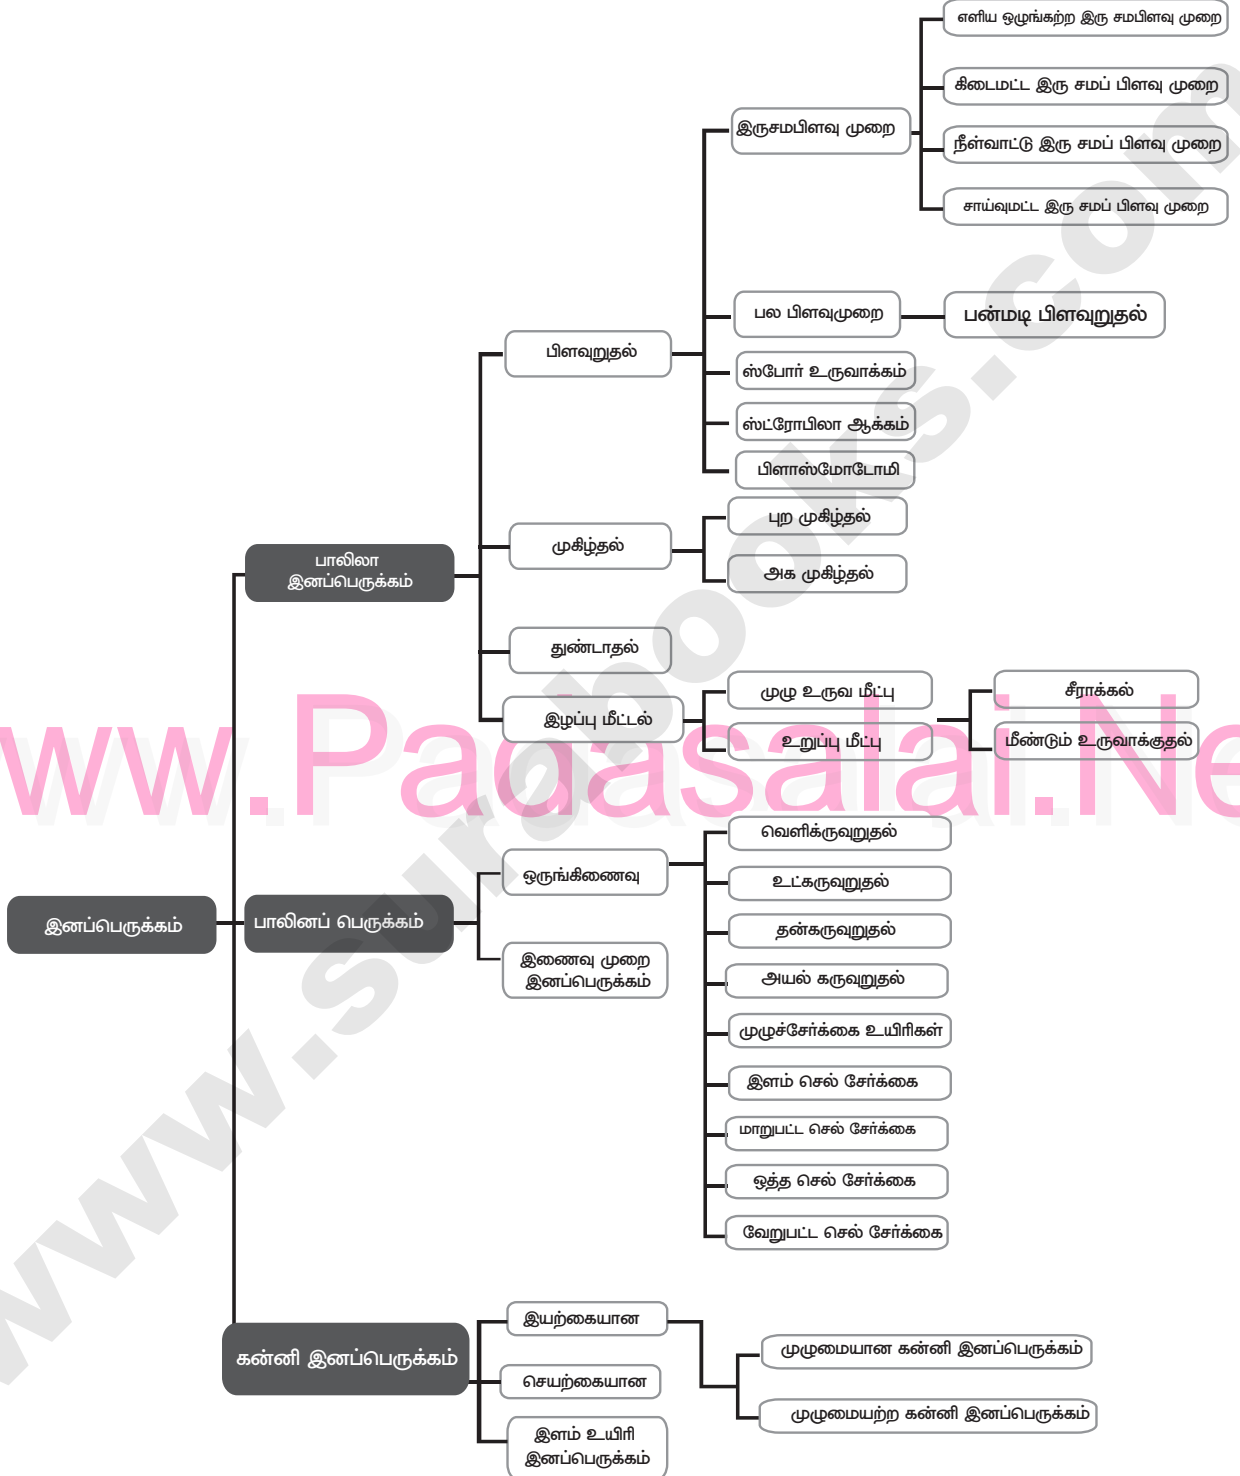 எளிய ஒழுங்கற்ற இரு சமபிளவு முறை
கிடைமட்ட இரு சமப் பிளவு முறை
இருசமபிளவு முறை
நீள்வாட்டு இரு சமப் பிளவு முறை
சாய்வுமட்ட இரு சமப் பிளவு முறை
பல பிளவுமுறை
பன்மடி பிளவுறுதல்
பிளவுறுதல்
ஸ்போர் உருவாக்கம்
ஸ்ட்ரோபிலா ஆக்கம்
பிளாஸ்மோடோமி
புற முகிழ்தல்
முகிழ்தல்
அக முகிழ்தல்
பாலிலா
இனப்பெருக்கம்
துண்டாதல்
முழு உருவ மீட்பு
சீராக்கல்
இழப்பு மீட்டல்
உறுப்பு மீட்பு
மீண்டும் உருவாக்குதல்
www.Padasalai.Ne
வெளிக்ருவுறுதல்
ஒருங்கிணைவு
உட்கருவுறுதல்
இனப்பெருக்கம்
பாலினப் பெருக்கம்
தன்கருவுறுதல்
இணைவு முறை
இனப்பெருக்கம்
அயல் கருவுறுதல்
முழுச்சேர்க்கை உயிரிகள்
இளம் செல் சேர்க்கை
மாறுபட்ட செல் சேர்க்கை
ஒத்த செல் சேர்க்கை
வேறுபட்ட செல் சேர்க்கை
இயற்கையான
கன்னி இனப்பெருக்கம்
முழுமையான கன்னி இனப்பெருக்கம்
செயற்கையான
முழுமையற்ற கன்னி இனப்பெருக்கம்
இளம் உயிரி
இனப்பெருக்கம்
www.surabooks.com